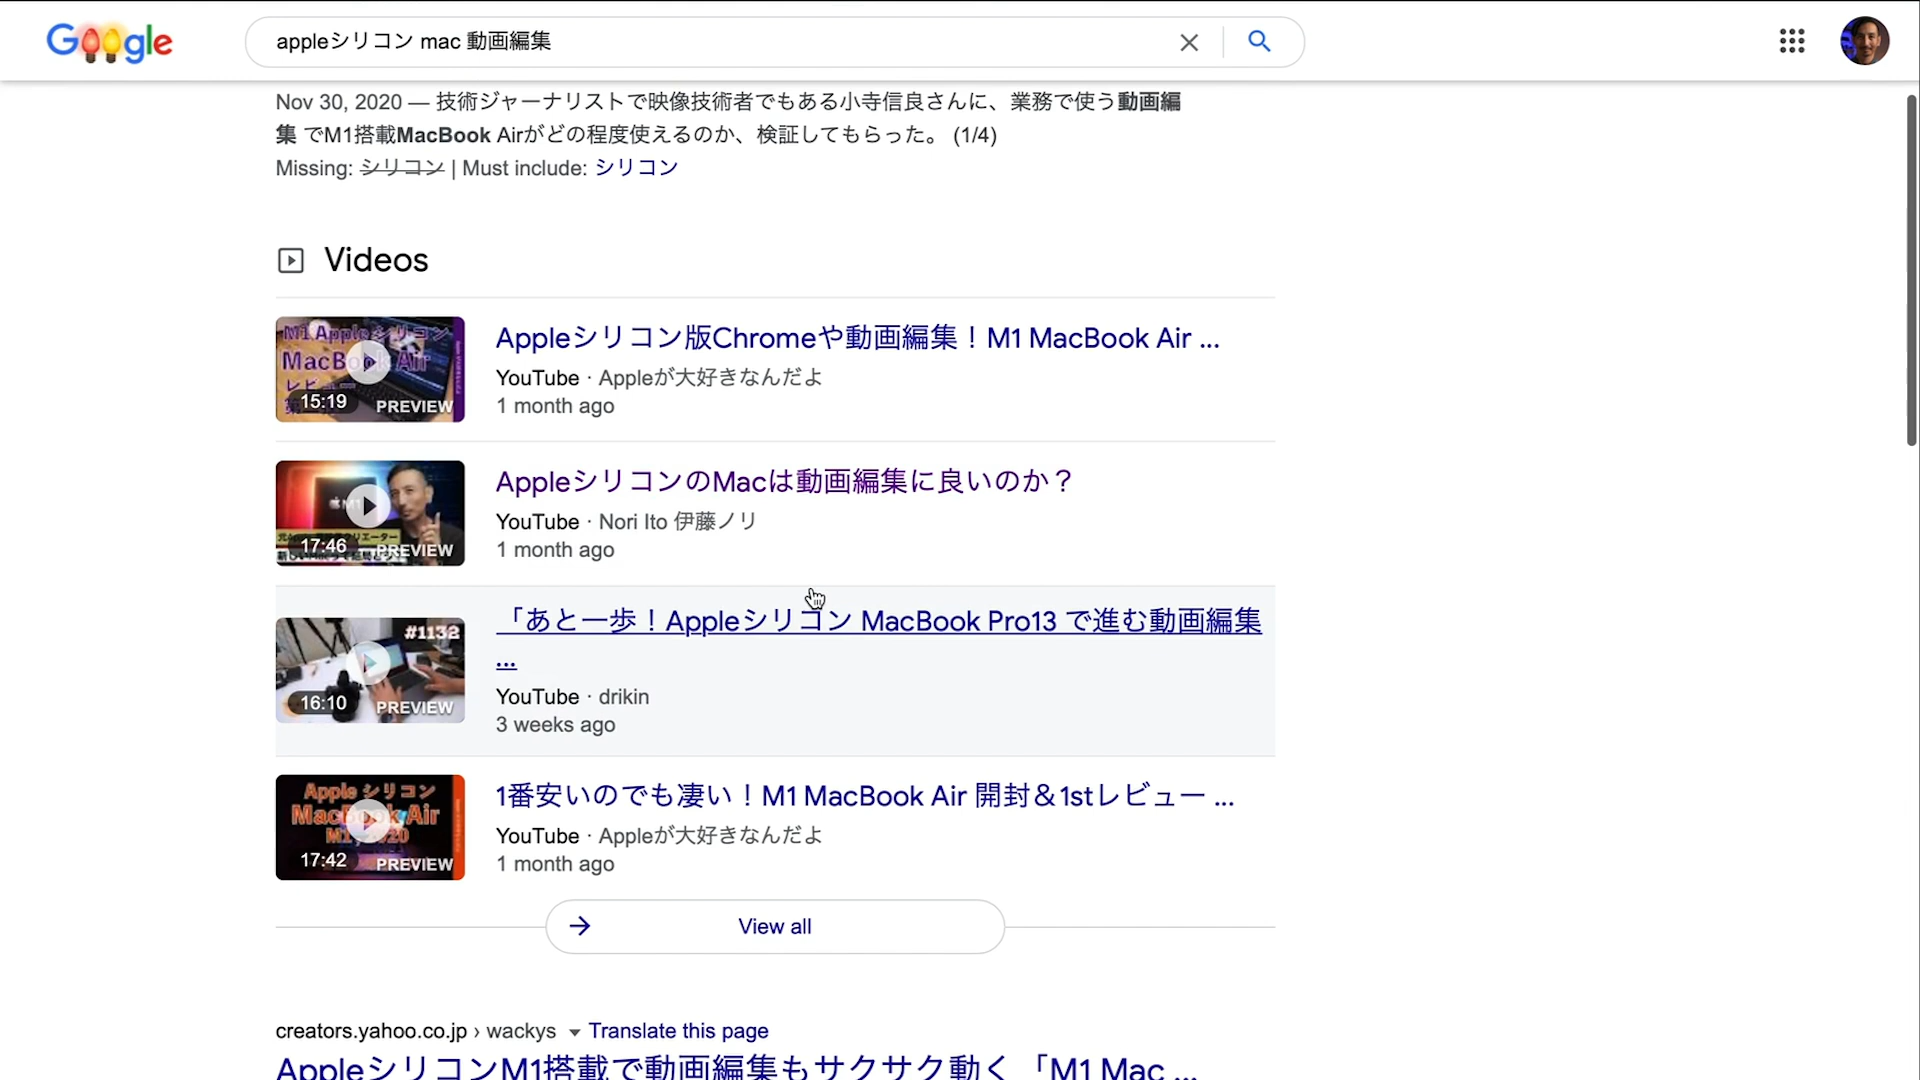 Google
appleシリコン mac 動画編集
Nov 30, 2020 — 技術ジャーナリストで映像技術者でもある小寺信良さんに、業務で使う動画編
集 でM1搭載MacBook Airがどの程度使えるのか、検証してもらった。 (1/4)
Missing: シリコン | Must include: シリコン
Videos
M1 Apple シリコン
MacBook Air
レビュー
15:19
PREVIEW
Appleシリコン版Chromeや動画編集！M1 MacBook Air ...
YouTube · Appleが大好きなんだよ
1 month ago
M1
17:46
PREVIEW
AppleシリコンのMacは動画編集に良いのか？
YouTube · Nori Ito 伊藤ノリ
1 month ago
#1132
16:10
PREVIEW
「あと一歩！Appleシリコン MacBook Pro13 で進む動画編集
...
YouTube · drikin
3 weeks ago
Apple シリコン
MacBook Air
17:42
PREVIEW
1番安いのでも凄い！M1 MacBook Air 開封＆1stレビュー ...
YouTube · Appleが大好きなんだよ
1 month ago
View all
creators.yahoo.co.jp › wackys
Translate this page
AppleシリコンM1搭載で動画編集もサクサク動く 「M1 Mac ...